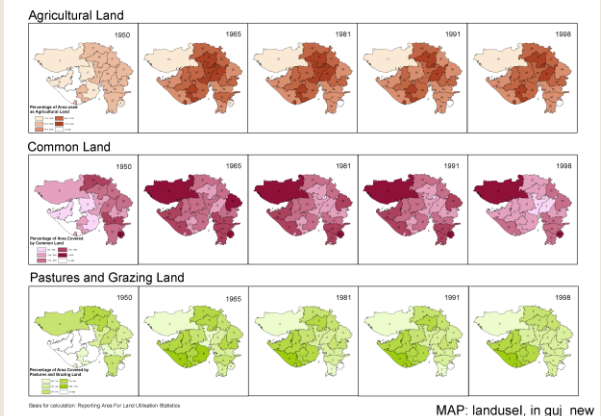 Agricultural Land
1950
1965
1981
1991
1998
Percentage of Area used
as Agricultural Land
Common Land
1950
1965
1981
1991
1998
Percentage of Area Covered
by Common Land
Pastures and Grazing Land
1950
1965
1981
1991
1998
Percentage of Area Covered by
Pastures and Grazing Land
Basis for calculation: Reporting Area For Land Utilisation Statistics
MAP: landusel, in guj new